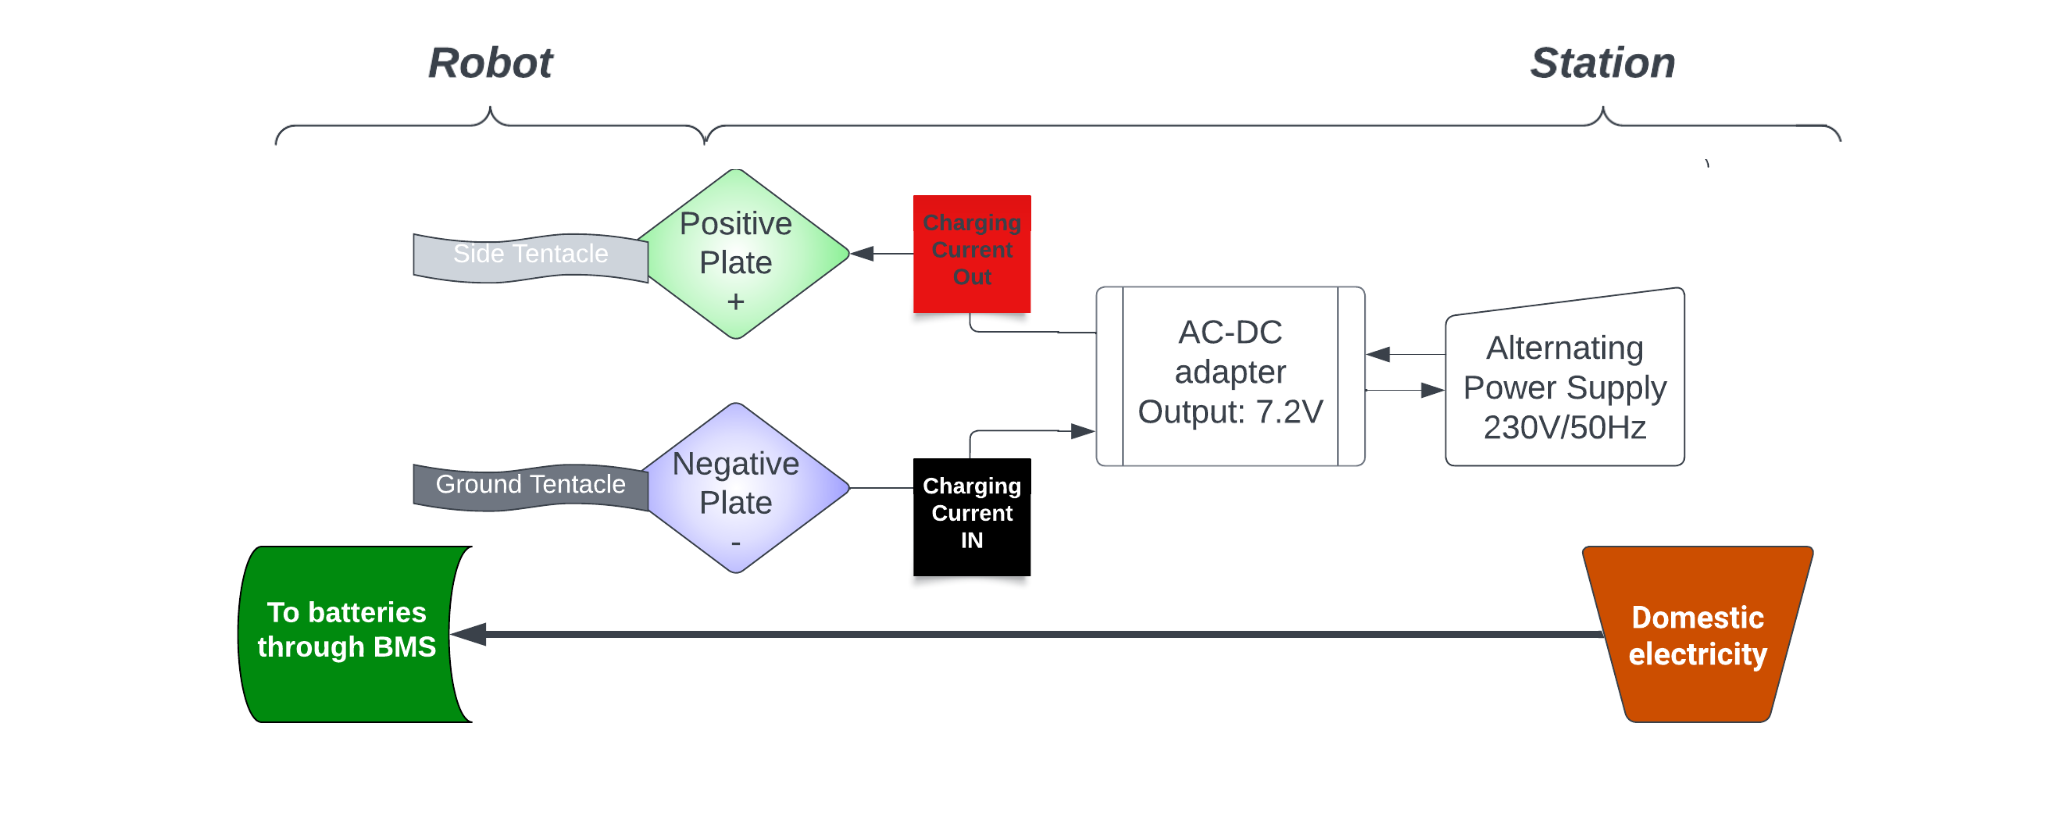 Robot
Station
Side Tentacle
Positive
Plate
+
Charging
Current
Out
AC-DC
adapter
Output: 7.2V
Alternating
Power Supply
230V/50Hz
Ground Tentacle
Negative
Plate
-
Charging
Current
IN
To batteries
through BMS
Domestic
electricity